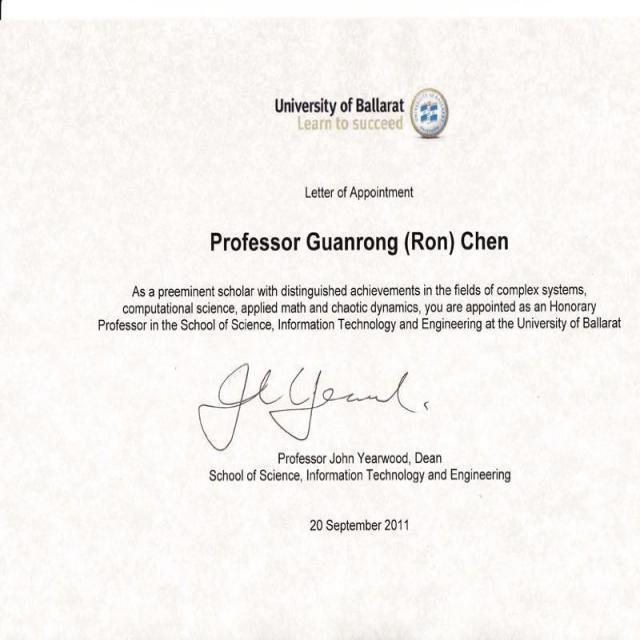 University of Ballarat
Learn to succeed
Letter of Appointment
Professor Guanrong (Ron) Chen
As a preeminent scholar with distinguished achievements in the fields of complex systems,
computational science, applied math and chaotic dynamics, you are appointed as an Honorary
Professor in the School of Science, Information Technology and Engineering at the University of Ballarat
Professor John Yearwood, Dean
School of Science, Information Technology and Engineering
20 September 2011